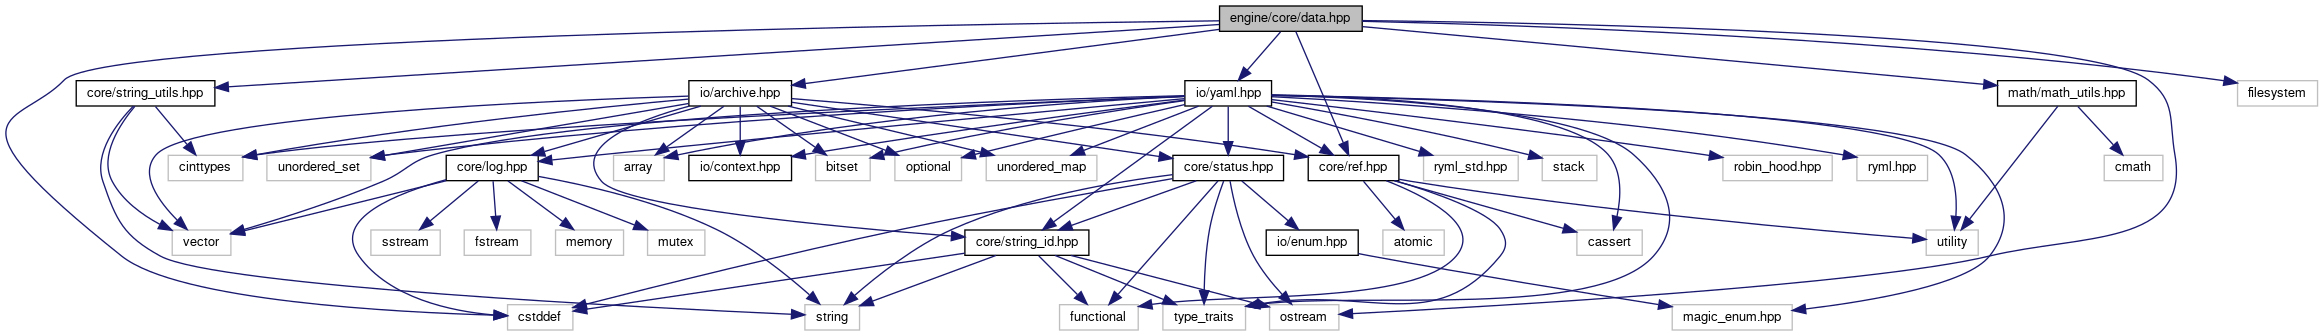 engine/core/data.hpp
core/string_utils.hpp
io/archive.hpp
io/yaml.hpp
math/math_utils.hpp
filesystem
cinttypes
unordered_set
core/log.hpp
array
io/context.hpp
bitset
optional
unordered_map
core/status.hpp
core/ref.hpp
ryml_std.hpp
stack
robin_hood.hpp
ryml.hpp
cmath
vector
sstream
fstream
memory
mutex
core/string_id.hpp
io/enum.hpp
atomic
cassert
utility
cstddef
string
functional
type_traits
ostream
magic_enum.hpp